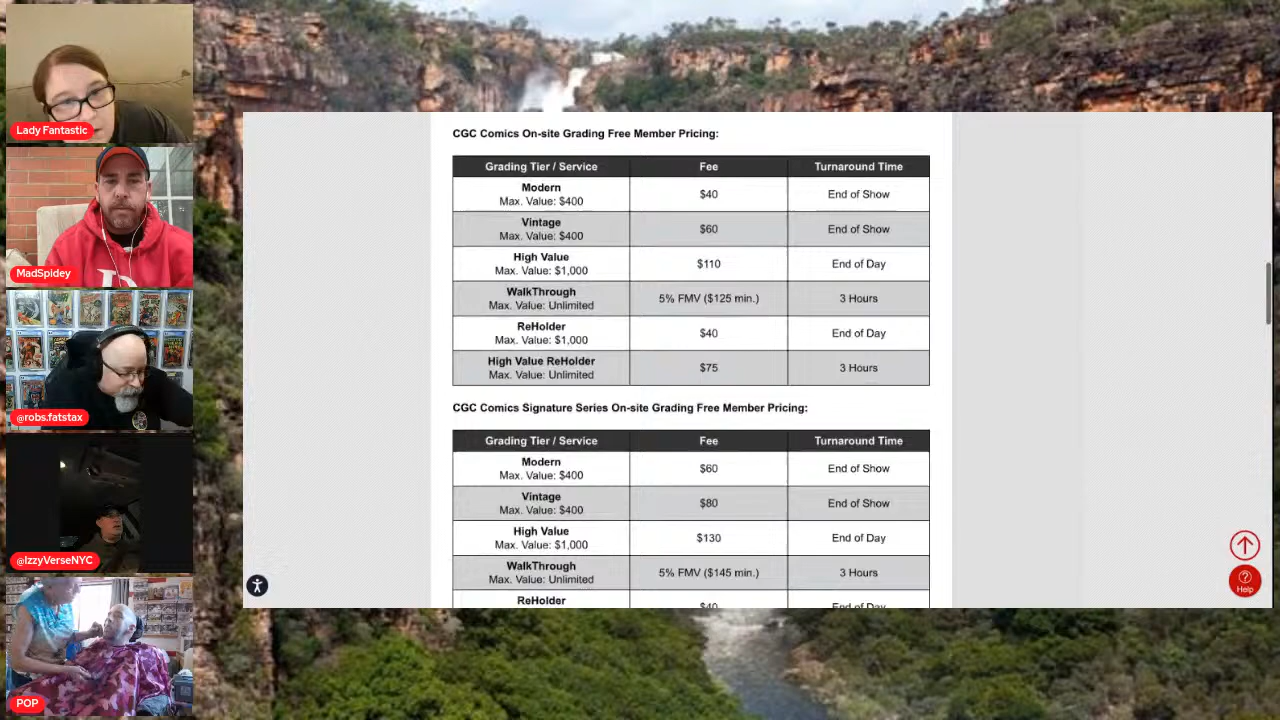 Lady Fantastic
MadSpidey
@robs.fatstax
@IzzyVerseNYC
POP
CGC Comics On-site Grading Free Member Pricing:
Grading Tier / Service Fee Turnaround Time
Modern
Max. Value: $400 $40 End of Show
Vintage
Max. Value: $400 $60 End of Show
High Value
Max. Value: $1,000 $110 End of Day
WalkThrough
Max. Value: Unlimited 5% FMV ($125 min.) 3 Hours
ReHolder
Max. Value: $1,000 $40 End of Day
High Value ReHolder
Max. Value: Unlimited $75 3 Hours
CGC Comics Signature Series On-site Grading Free Member Pricing:
Grading Tier / Service Fee Turnaround Time
Modern
Max. Value: $400 $60 End of Show
Vintage
Max. Value: $400 $80 End of Show
High Value
Max. Value: $1,000 $130 End of Day
WalkThrough
Max. Value: Unlimited 5% FMV ($145 min.) 3 Hours
ReHolder $40 End of Day
Help